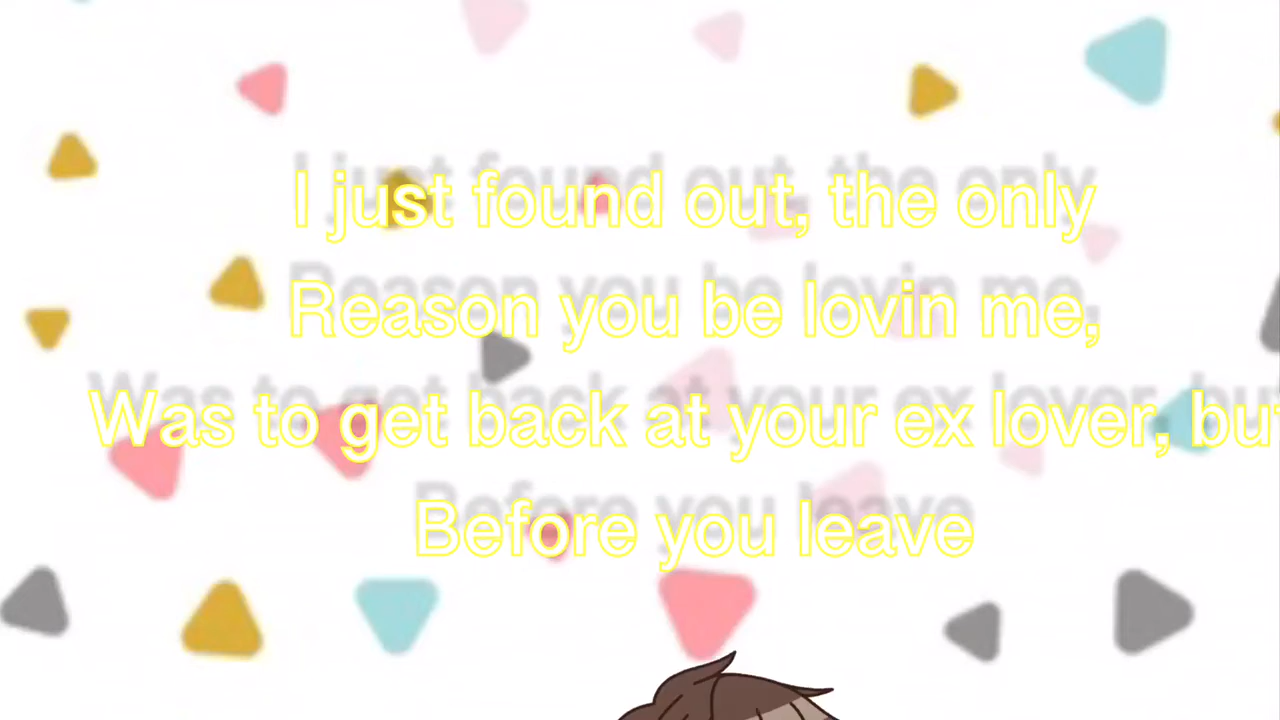 I just found out, the only
Reason you be lovin me,
Was to get back at your ex lover, but
Before you leave